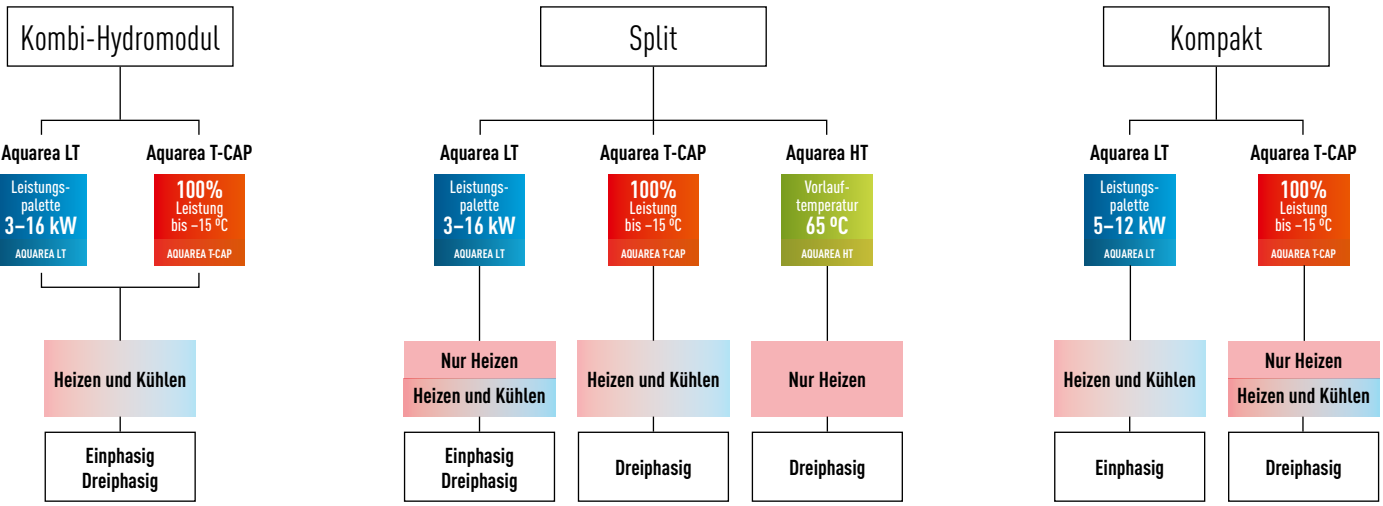 Kombi-Hydromodul
Aquarea LT
Aquarea T-CAP
Leistungs-
palette
3–16 kW
AQUAREA LT
100%
Leistung
bis –15 ºC
AQUAREA T-CAP
Heizen und Kühlen
Einphasig
Dreiphasig
Split
Aquarea LT
Aquarea T-CAP
Aquarea HT
Leistungs-
palette
3–16 kW
AQUAREA LT
100%
Leistung
bis –15 ºC
AQUAREA T-CAP
Vorlauf-
temperatur
65 ºC
AQUAREA HT
Nur Heizen
Heizen und Kühlen
Heizen und Kühlen
Nur Heizen
Einphasig
Dreiphasig
Dreiphasig
Dreiphasig
Kompakt
Aquarea LT
Aquarea T-CAP
Leistungs-
palette
5–12 kW
AQUAREA LT
100%
Leistung
bis –15 ºC
AQUAREA T-CAP
Heizen und Kühlen
Nur Heizen
Heizen und Kühlen
Einphasig
Dreiphasig